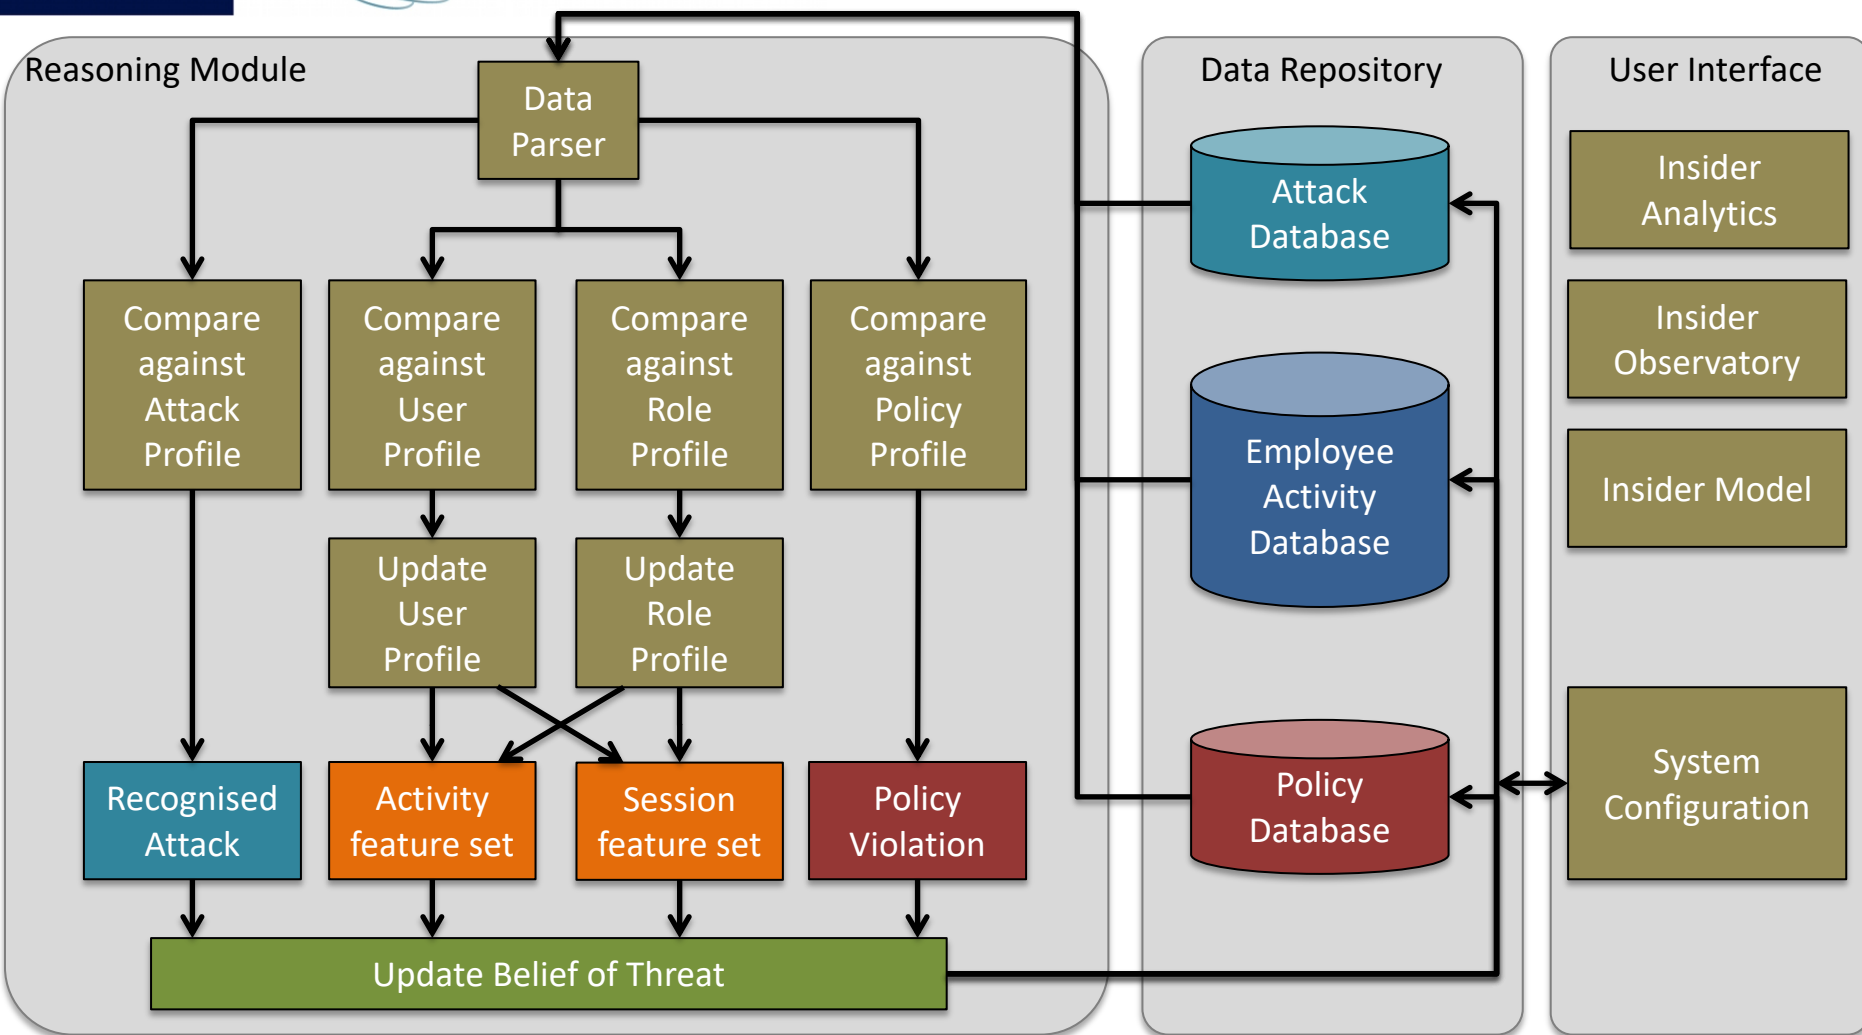 Reasoning Module
Data
Parser
Compare
against
Attack
Profile
Compare
against
User
Profile
Compare
against
Role
Profile
Compare
against
Policy
Profile
Update
User
Profile
Update
Role
Profile
Recognised
Attack
Activity
feature set
Session
feature set
Policy
Violation
Update Belief of Threat
Data Repository
Attack
Database
Employee
Activity
Database
Policy
Database
User Interface
Insider
Analytics
Insider
Observatory
Insider Model
System
Configuration